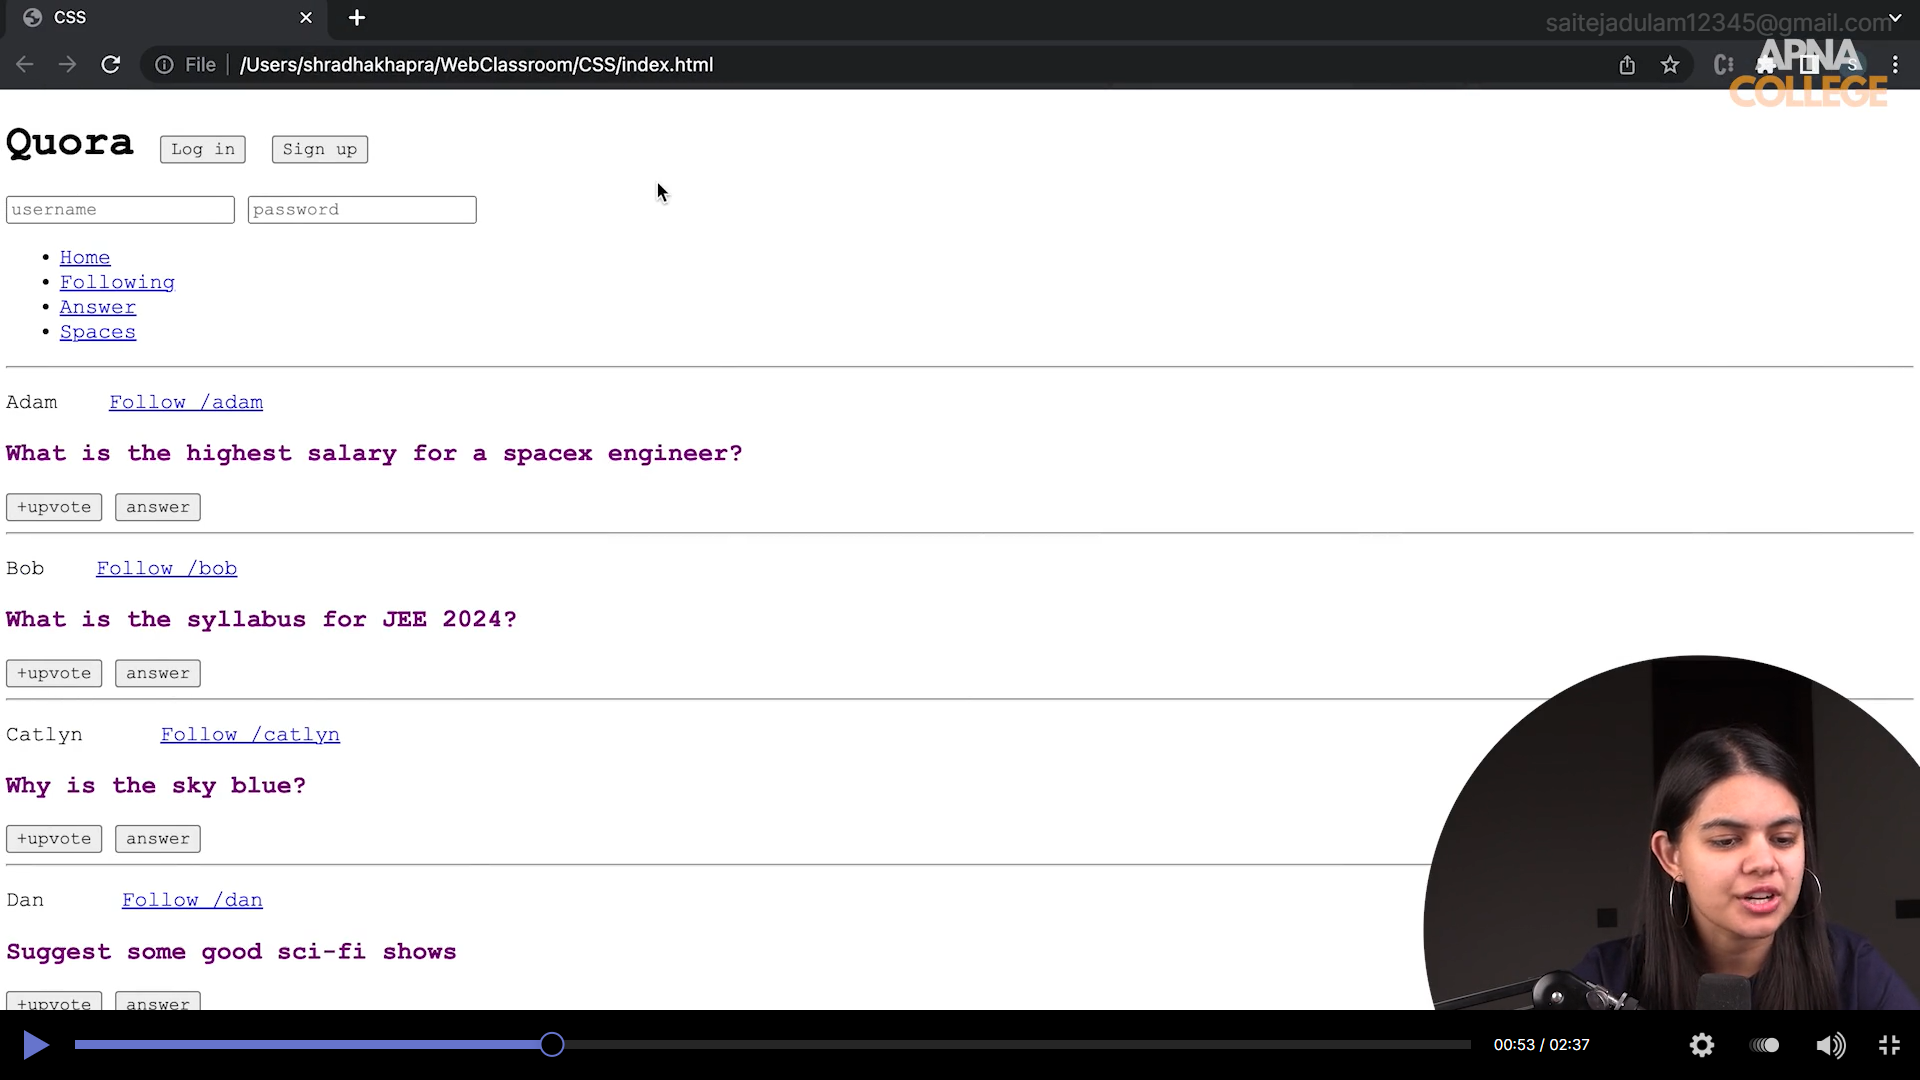 CSS
saitejadulam12345@gmail.com
File /Users/shradhakhapra/WebClassroom/CSS/index.html
APNA
COLLEGE
S
Quora Log in Sign up
username password
• Home
• Following
• Answer
• Spaces
Adam Follow /adam
What is the highest salary for a spacex engineer?
+upvote answer
Bob Follow /bob
What is the syllabus for JEE 2024?
+upvote answer
Catlyn Follow /catlyn
Why is the sky blue?
+upvote answer
Dan Follow /dan
Suggest some good sci-fi shows
+upvote answer
00:53 / 02:37